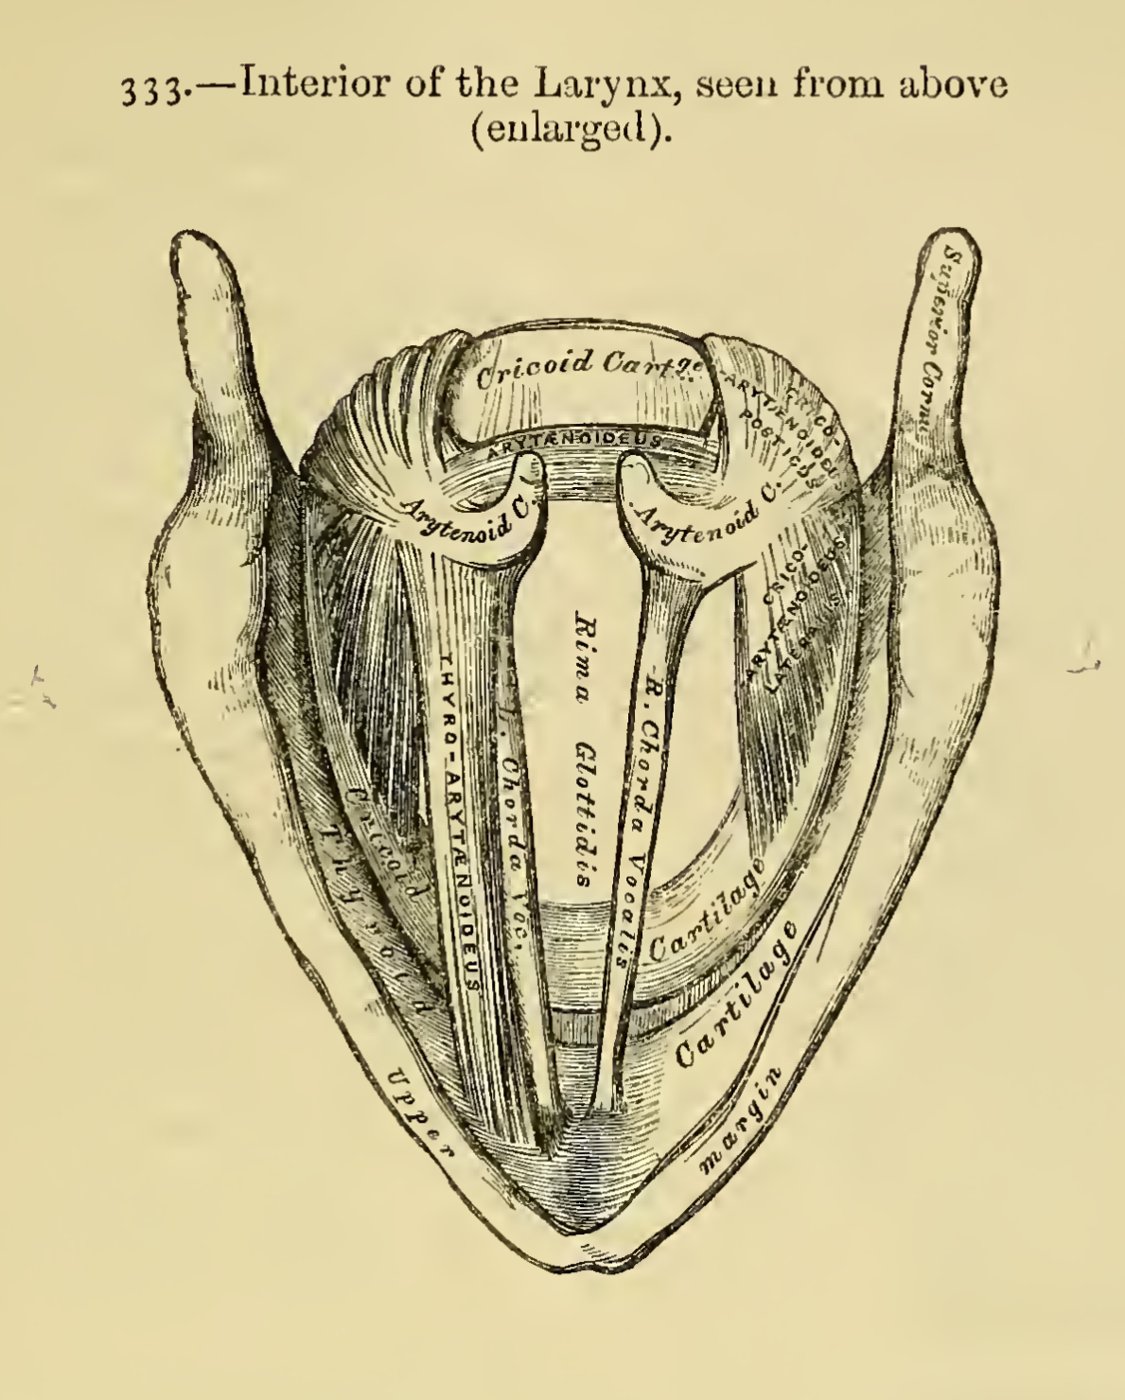 333.—Interior of the Larynx, seen from above
(enlarged).
Superior Cornu
Cricoid Cartge.
ARYTÆNOIDEUS
CRICO-
ARYTÆNOIDEUS
POSTICUS
Arytenoid C.
Arytenoid C.
CRICO-
ARYTÆNOIDEUS
LATERALIS
Rima Glottidis
THYRO-ARYTÆNOIDEUS
L. Chorda Voc.
R. Chorda Vocalis
Cricoid
Cartilage
Thyroid
Cartilage
Upper
margin